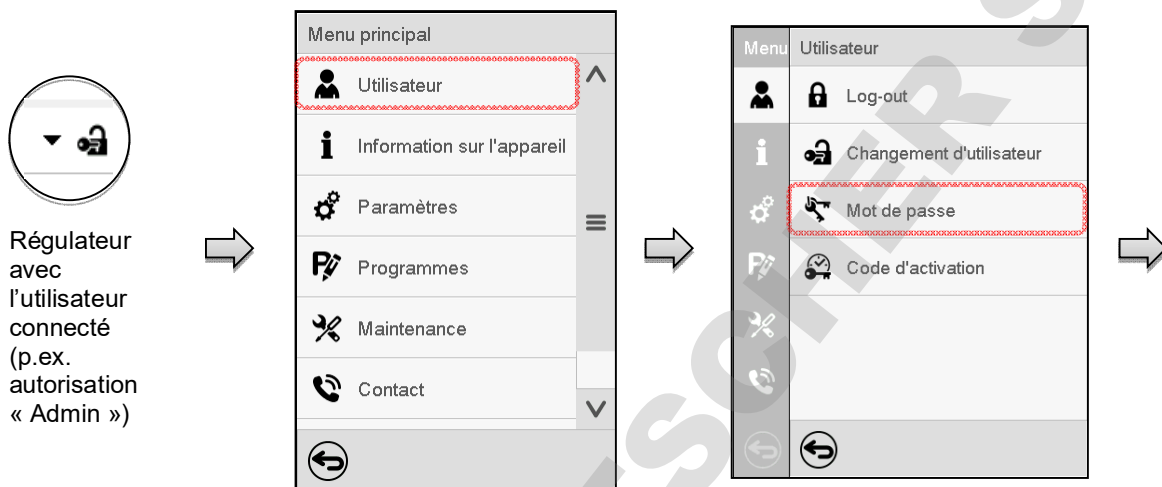 Régulateur
avec
l'utilisateur
connecté
(p.ex.
autorisation
« Admin »)
Menu principal
Utilisateur
Information sur l'appareil
Paramètres
Programmes
Maintenance
Contact
Menu Utilisateur
Log-out
Changement d'utilisateur
Mot de passe
Code d'activation